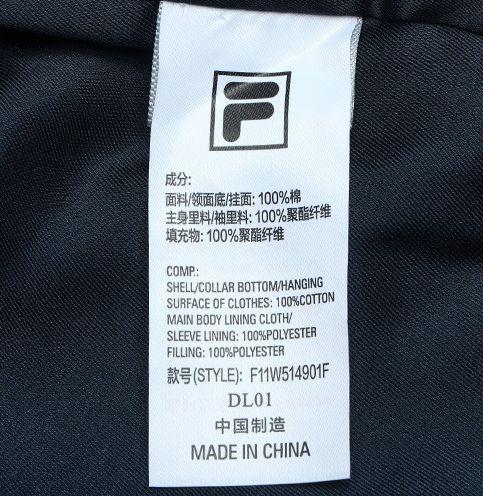 F
成分:
面料/领面底/挂面: 100%棉
主身里料/袖里料: 100%聚酯纤维
填充物: 100%聚酯纤维
COMP.:
SHELL/COLLAR BOTTOM/HANGING
SURFACE OF CLOTHES: 100%COTTON
MAIN BODY LINING CLOTH/
SLEEVE LINING: 100%POLYESTER
FILLING: 100%POLYESTER
款号(STYLE): F11W514901F
DL01
中国制造
MADE IN CHINA